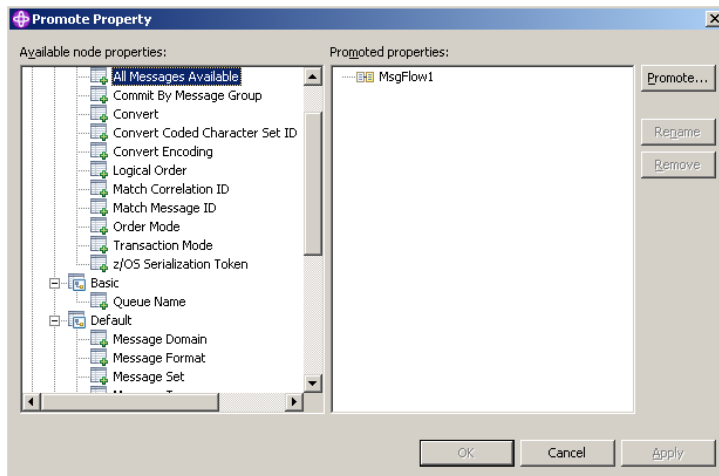 Promote Property
Available node properties:
Promoted properties:
All Messages Available
Commit By Message Group
Convert
Convert Coded Character Set ID
Convert Encoding
Logical Order
Match Correlation ID
Match Message ID
Order Mode
Transaction Mode
z/OS Serialization Token
Basic
Queue Name
Default
Message Domain
Message Format
Message Set
MsgFlow1
Promote...
Rename
Remove
OK
Cancel
Apply